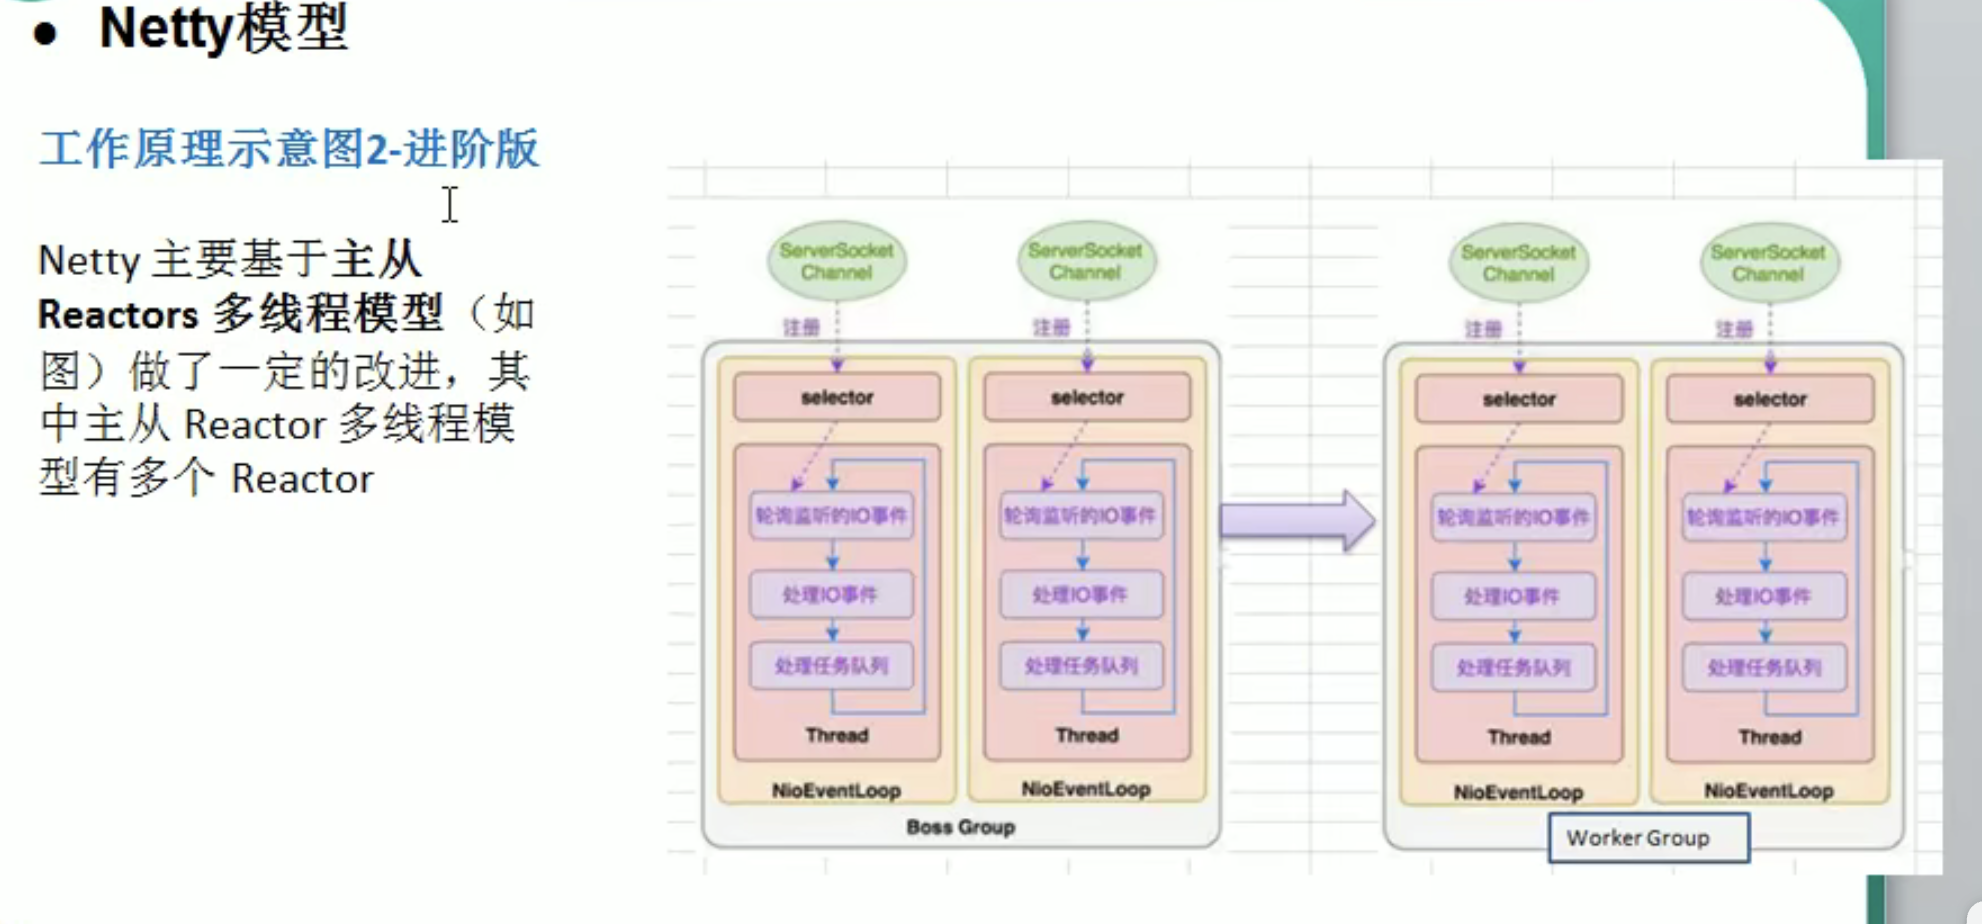 ● Netty模型
工作原理示意图2-进阶版
Netty 主要基于主从
Reactors 多线程模型（如
图）做了一定的改进，其
中主从 Reactor 多线程模
型有多个 Reactor
ServerSocket
Channel
注册
selector
轮询监听的IO事件
处理IO事件
处理任务队列
Thread
NioEventLoop
ServerSocket
Channel
注册
selector
轮询监听的IO事件
处理IO事件
处理任务队列
Thread
NioEventLoop
Boss Group
ServerSocket
Channel
注册
selector
轮询监听的IO事件
处理IO事件
处理任务队列
Thread
NioEventLoop
ServerSocket
Channel
注册
selector
轮询监听的IO事件
处理IO事件
处理任务队列
Thread
NioEventLoop
Worker Group